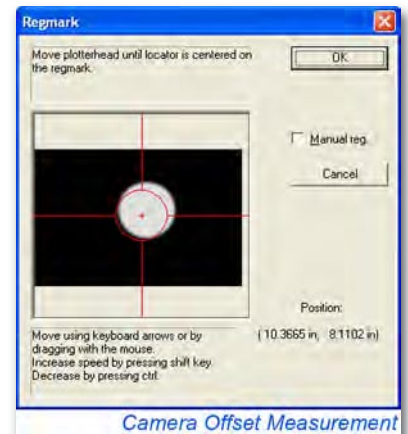 Regmark
Move plotterhead until locator is centered on
the regmark.
OK
Manual reg.
Cancel
Position:
(10.3665 in, 8.1102 in)
Move using keyboard arrows or by
dragging with the mouse.
Increase speed by pressing shift key.
Decrease by pressing ctrl.
Camera Offset Measurement